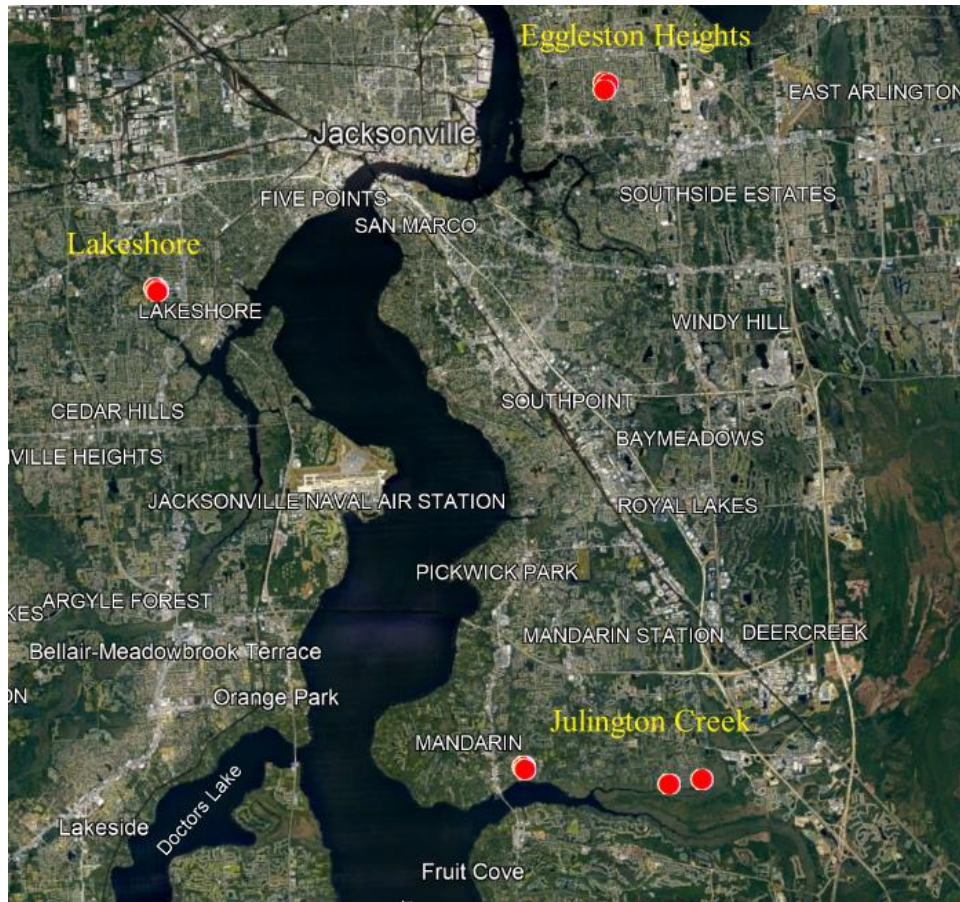 Eggleston Heights
EAST ARLINGTON
Jacksonville
FIVE POINTS
SOUTHSIDE ESTATES
SAN MARCO
Lakeshore
LAKESHORE
WINDY HILL
CEDAR HILLS
SOUTHPOINT
BAYMEADOWS
NVILLE HEIGHTS
JACKSONVILLE NAVAL AIR STATION
ROYAL LAKES
PICKWICK PARK
KES
ARGYLE FOREST
MANDARIN STATION
DEERCREEK
Bellair-Meadowbrook Terrace
ON
Orange Park
Julington Creek
MANDARIN
Doctors Lake
Lakeside
Fruit Cove